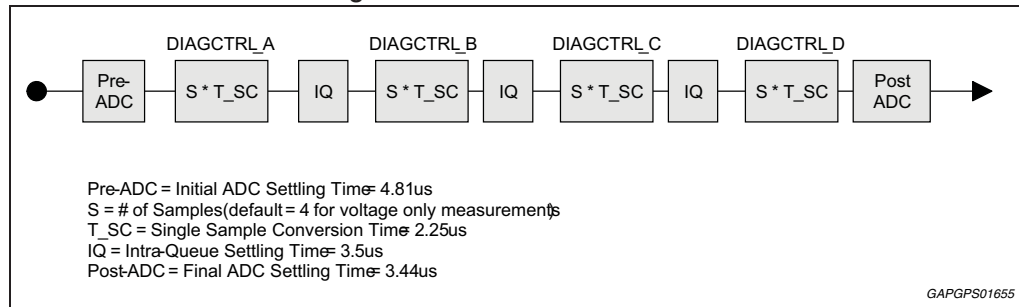 DIAGCTRL_A DIAGCTRL_B DIAGCTRL_C DIAGCTRL_D
Pre-
ADC
S * T_SC
IQ
S * T_SC
IQ
S * T_SC
IQ
S * T_SC
Post
ADC
Pre-ADC = Initial ADC Settling Time= 4.81us
S = # of Samples(default = 4 for voltage only measurements)
T_SC = Single Sample Conversion Time= 2.25us
IQ = Intra-Queue Settling Time= 3.5us
Post-ADC = Final ADC Settling Time= 3.44us
GAPGPS01655